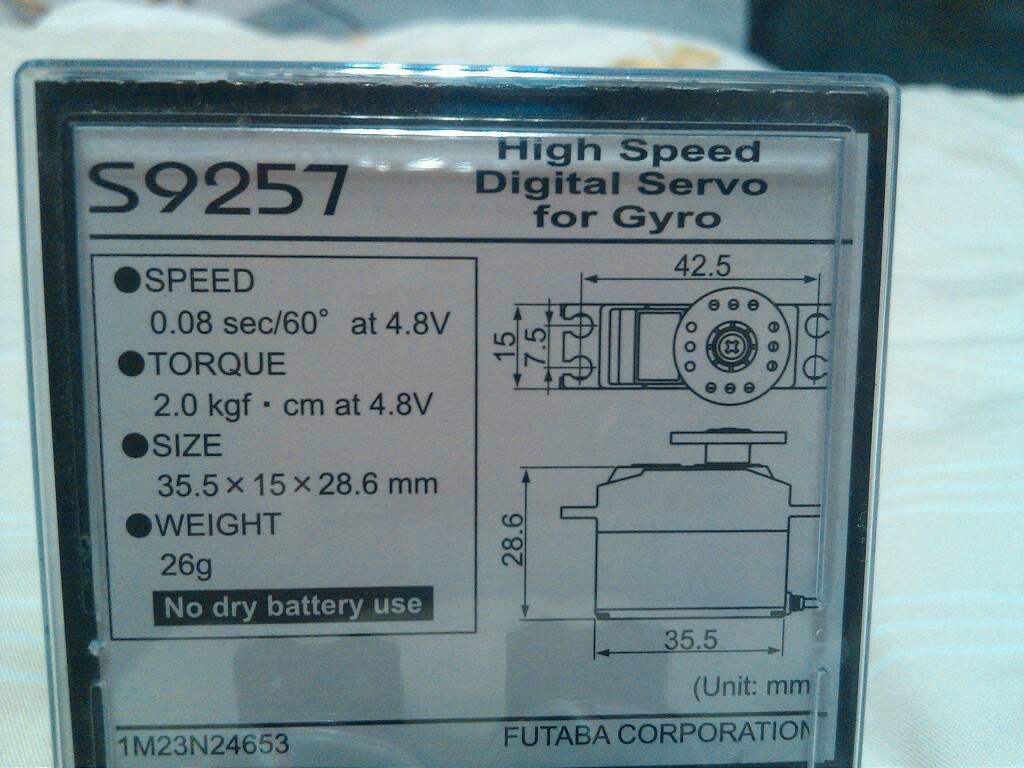 S9257
High Speed
Digital Servo
for Gyro
●SPEED
0.08 sec/60° at 4.8V
●TORQUE
2.0 kgf・cm at 4.8V
●SIZE
35.5×15×28.6 mm
●WEIGHT
26g
No dry battery use
42.5
15
7.5
28.6
35.5
(Unit: mm
1M23N24653
FUTABA CORPORATION